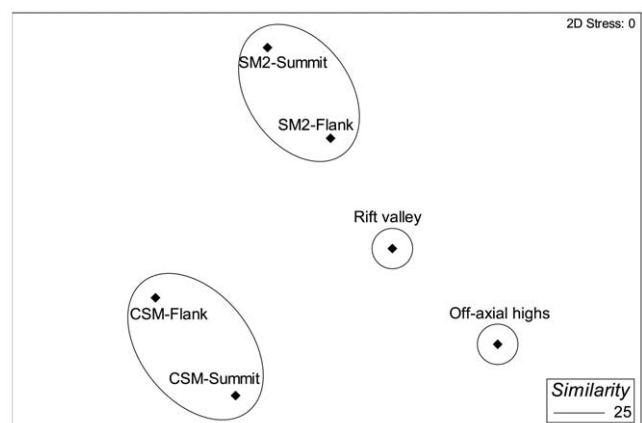 2D Stress: 0
SM2-Summit
SM2-Flank
Rift valley
CSM-Flank
Off-axial highs
CSM-Summit
Similarity
25